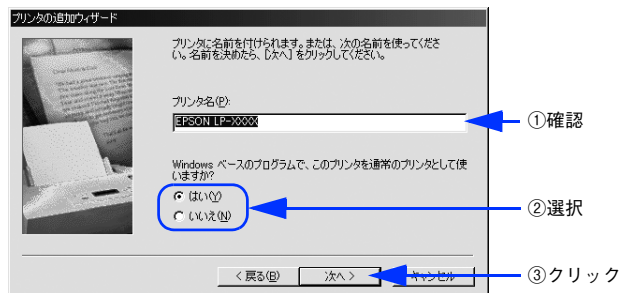 プリンタの追加ウィザード
プリンタに名前を付けられます。または、次の名前を使ってくださ
い。名前を決めたら、[次へ] をクリックしてください。
プリンタ名(P):
EPSON LP-XXXX
①確認
Windows ベースのプログラムで、このプリンタを通常のプリンタとして使
いますか?
はい(Y)
いいえ(N)
②選択
< 戻る(B)
次へ >
キャンセル
③クリック